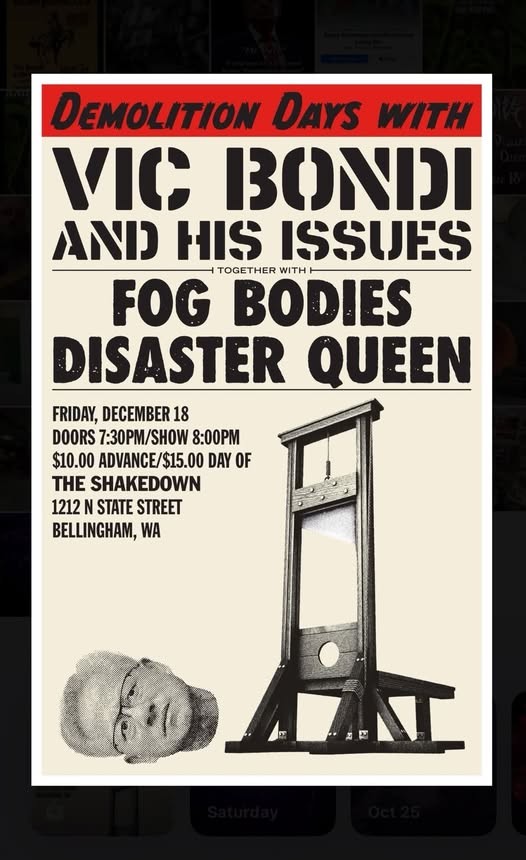 DEMOLITION DAYS WITH
VIC BONDI
AND HIS ISSUES
TOGETHER WITH
FOG BODIES
DISASTER QUEEN
FRIDAY, DECEMBER 18
DOORS 7:30PM/SHOW 8:00PM
$10.00 ADVANCE/$15.00 DAY OF
THE SHAKEDOWN
1212 N STATE STREET
BELLINGHAM, WA
Saturday
Oct 25